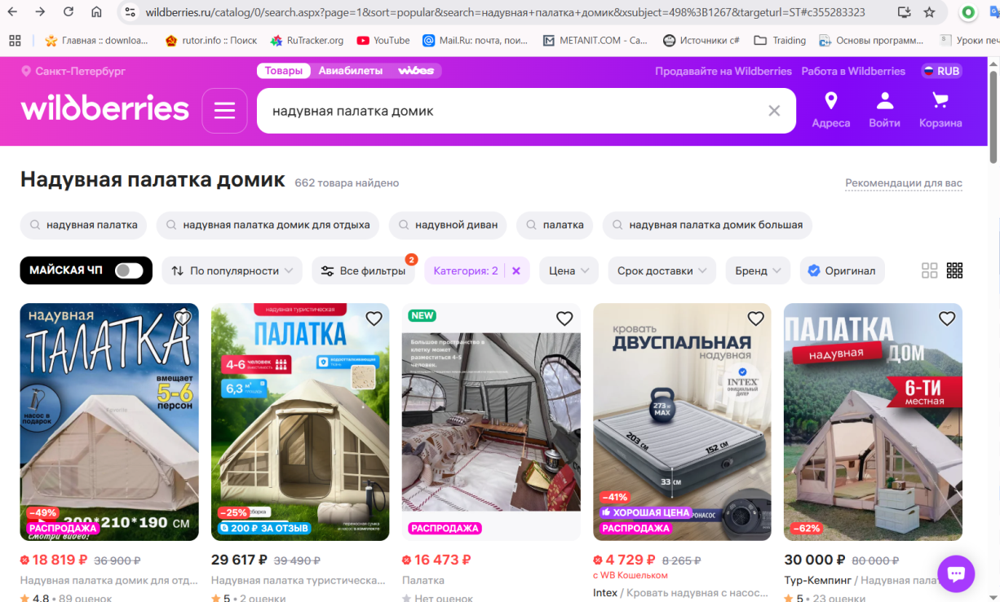 wildberries.ru/catalog/0/search.aspx?page=1&sort=popular&search=надувная+палатка+домик&xsubject=498%3B1267&targeturl=ST#c355283323
Главная :: downloa...
rutor.info :: Поиск
RuTracker.org
YouTube
Mail.Ru: почта, пои...
METANIT.COM - Са...
Источники c#
Traiding
Основы програм...
Уроки печ
Санкт-Петербург
Товары
Авиабилеты
wibes
Продавайте на Wildberries
Работа в Wildberries
RUB
wildberries
надувная палатка домик
Адреса
Войти
Корзина
Надувная палатка домик
662 товара найдено
Рекомендации для вас
надувная палатка
надувная палатка домик для отдыха
надувной диван
палатка
надувная палатка домик большая
МАЙСКАЯ ЧП
По популярности
Все фильтры
2
Категория: 2
Цена
Срок доставки
Бренд
Оригинал
надувная
ПАЛАТКА
вмещает
5-6
персон
насос в
подарок
–49%
200*210*190 СМ
РАСПРОДАЖА
смотри видео!
18 819 ₽ 36 900 ₽
Надувная палатка домик для отд...
4,8 • 89 оценок
надувная туристическая
ПАЛАТКА
4-6 человек
вместимость
водоотталкивающая
ткань
6,3 м²
площадь
–25%
200 ₽ ЗА ОТЗЫВ
переносная сумка
и насос в комплекте
29 617 ₽ 39 490 ₽
Надувная палатка туристическа...
5 • 2 оценки
NEW
Большое пространство в
клетку может
разместиться 4-5
человек.
РАСПРОДАЖА
16 473 ₽
Палатка
Нет оценок
кровать
ДВУСПАЛЬНАЯ
надувная
INTEX
ОФИЦИАЛЬНЫЙ
ДИЛЕР
273 кг
MAX
203 СМ
152 СМ
33 СМ
–41%
ХОРОШАЯ ЦЕНА
РАСПРОДАЖА
4 729 ₽ 8 265 ₽
с WB Кошельком
Intex / Кровать надувная с насос...
ПАЛАТКА
надувная
ДОМ
6-ТИ
местная
–62%
30 000 ₽ 80 000 ₽
Тур-Кемпинг / Надувная пала
5 • 23 оценки